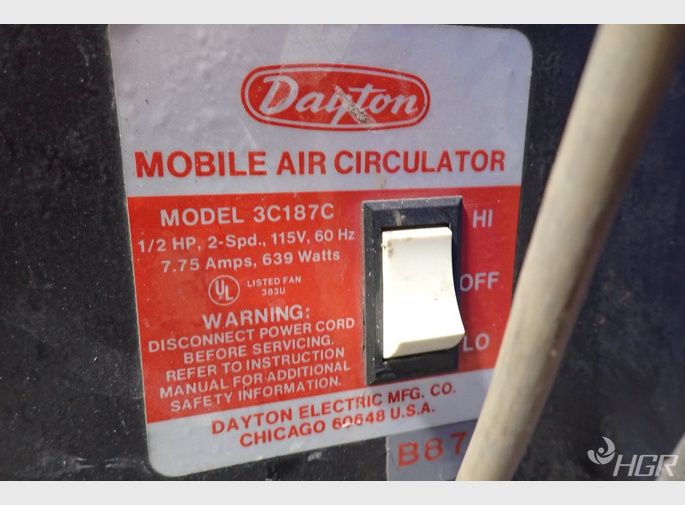 Dayton
MOBILE AIR CIRCULATOR
MODEL 3C187C
1/2 HP, 2-Spd., 115V, 60 Hz
7.75 Amps, 639 Watts
UL
LISTED FAN
383U
WARNING:
DISCONNECT POWER CORD
BEFORE SERVICING.
REFER TO INSTRUCTION
MANUAL FOR ADDITIONAL
SAFETY INFORMATION.
HI
OFF
LO
DAYTON ELECTRIC MFG. CO.
CHICAGO 60648 U.S.A.
B87
HGR